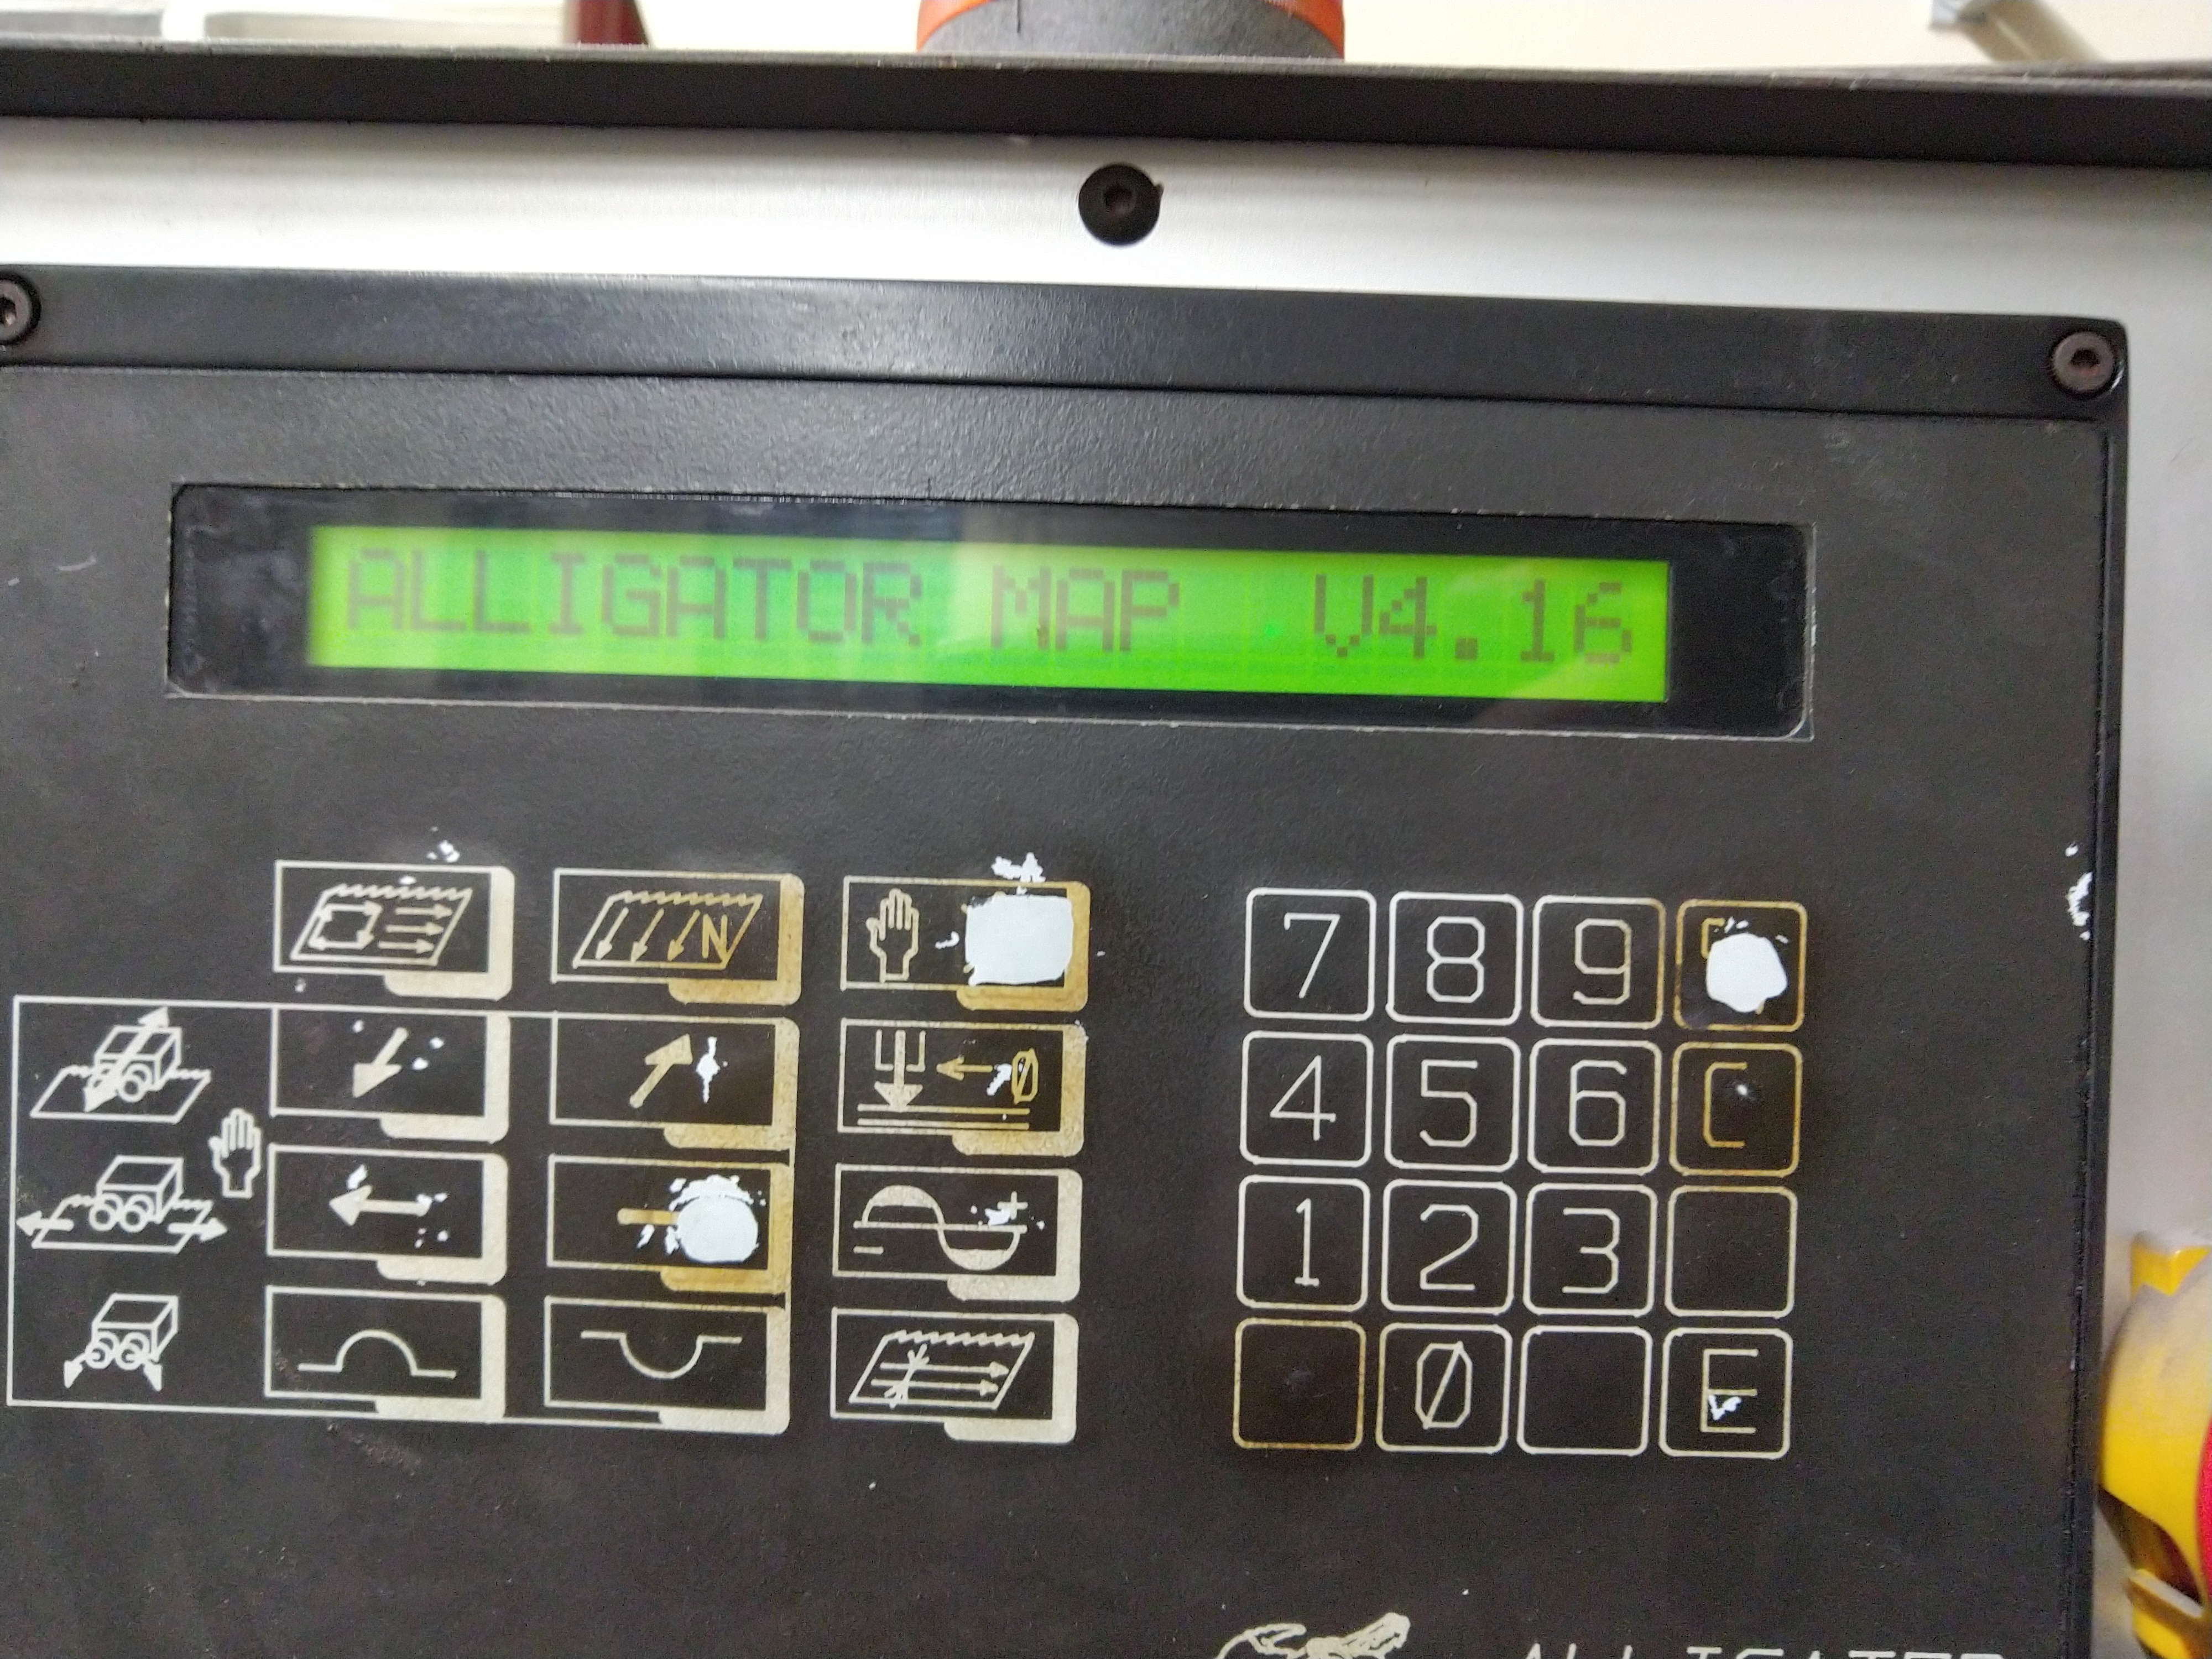 ALLIGATOR MAP V4.16
N
7 8 9
Ø
4 5 6 C
1 2 3
Ø E